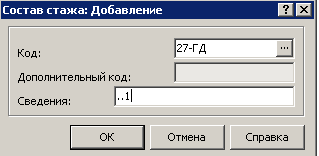 Состав стажа: Добавление
Код: 27-ГД ...
Дополнительный код:
Сведения: ..1
ОК Отмена Справка